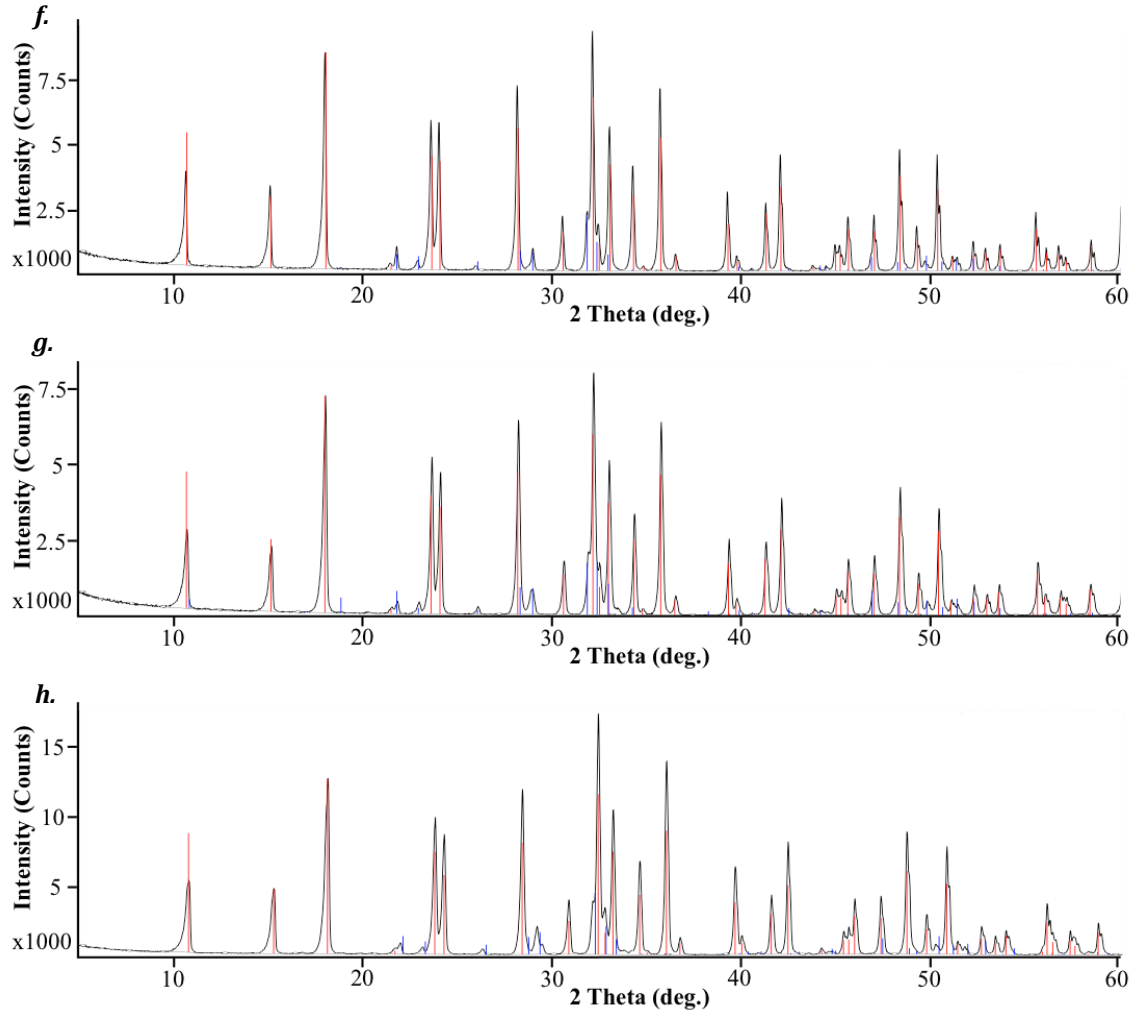 f.
Intensity (Counts)
7.5
5
2.5
x1000
10 20 30 40 50 60
2 Theta (deg.)
g.
Intensity (Counts)
7.5
5
2.5
x1000
10 20 30 40 50 60
2 Theta (deg.)
h.
Intensity (Counts)
15
10
5
x1000
10 20 30 40 50 60
2 Theta (deg.)